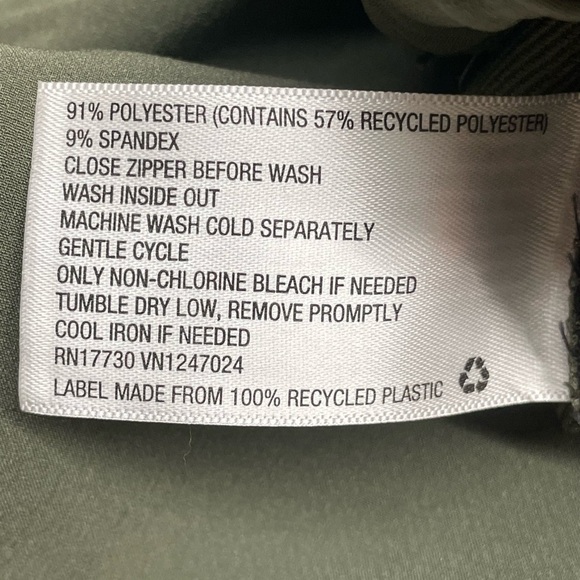 91% POLYESTER (CONTAINS 57% RECYCLED POLYESTER)
9% SPANDEX
CLOSE ZIPPER BEFORE WASH
WASH INSIDE OUT
MACHINE WASH COLD SEPARATELY
GENTLE CYCLE
ONLY NON-CHLORINE BLEACH IF NEEDED
TUMBLE DRY LOW, REMOVE PROMPTLY
COOL IRON IF NEEDED
RN17730 VN1247024
LABEL MADE FROM 100% RECYCLED PLASTIC